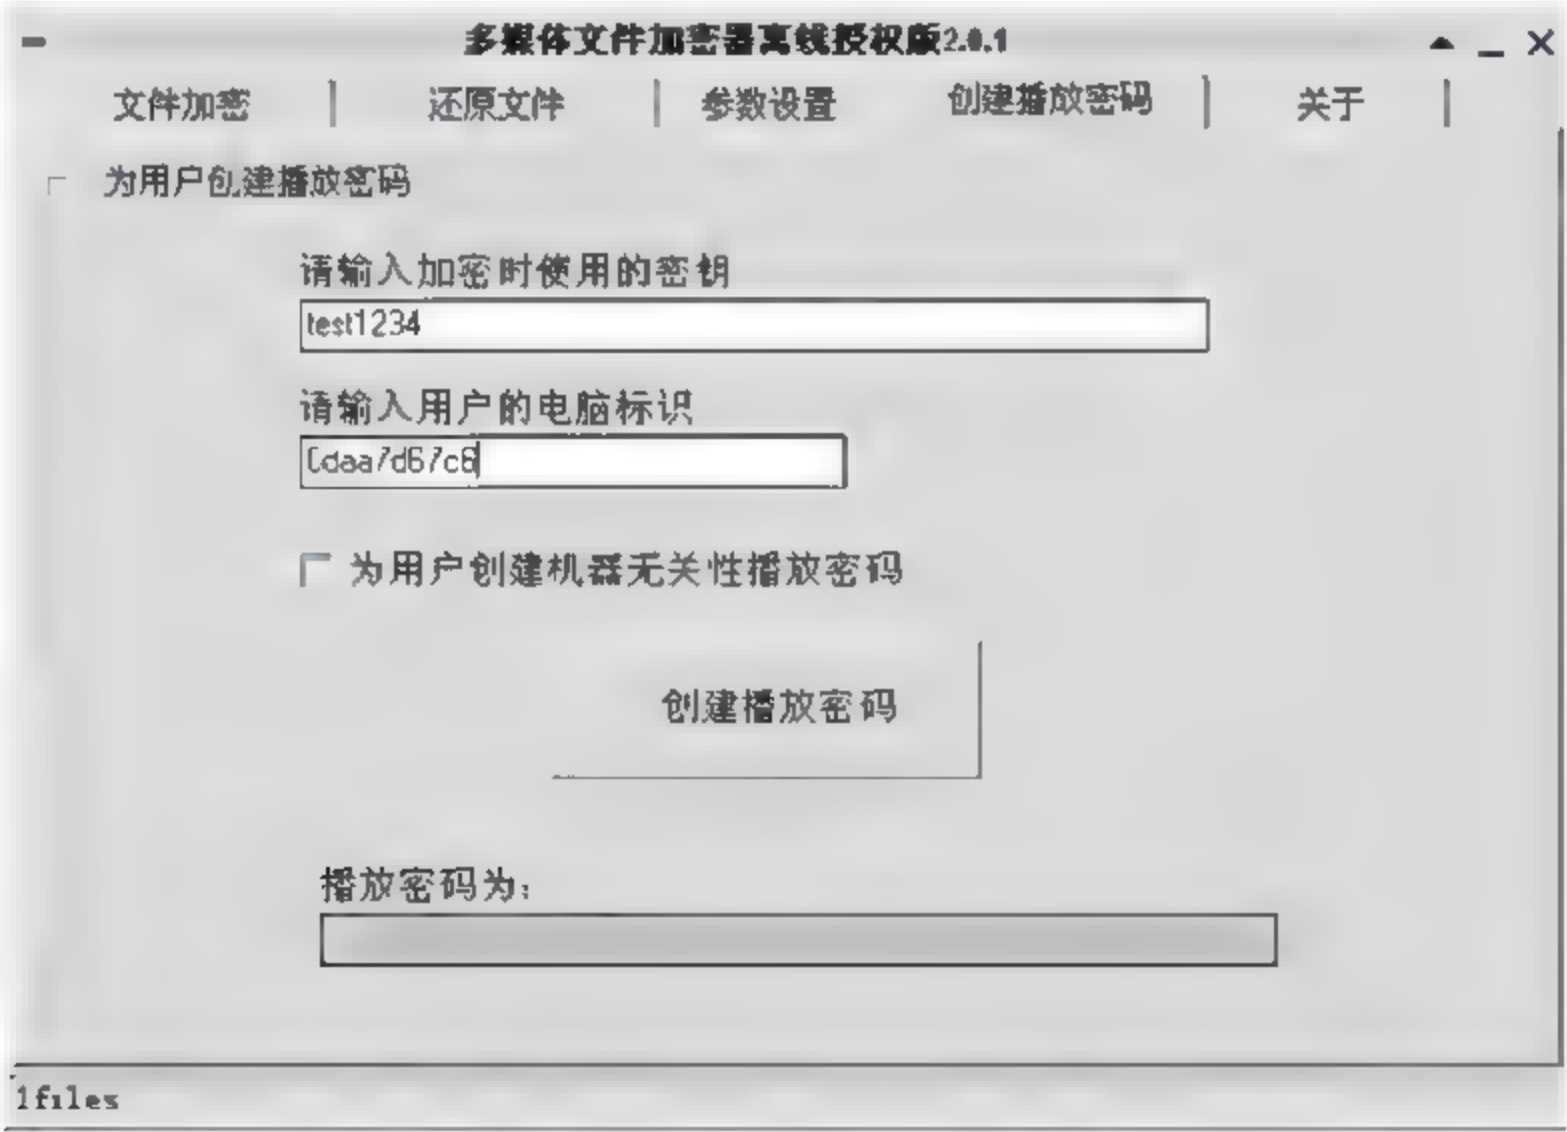 多媒体文件加密器离线授权版2.0.1
文件加密 还原文件 参数设置 创建播放密码 关于
为用户创建播放密码
请输入加密时使用的密钥
test1234
请输入用户的电脑标识
为用户创建机器无关性播放密码
创建播放密码
播放密码为:
1files